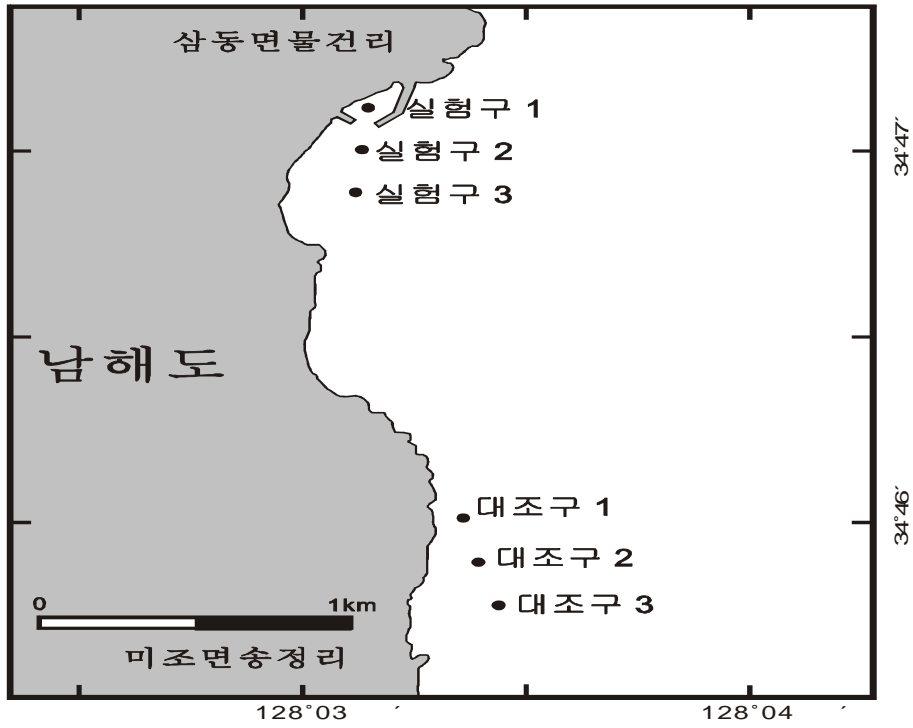 삼동면물건리
실험구 1
실험구 2
실험구 3
34°47′
남해도
대조구 1
34°46′
대조구 2
대조구 3
0 1km
미조면송정리
128°03 ′ 128°04 ′